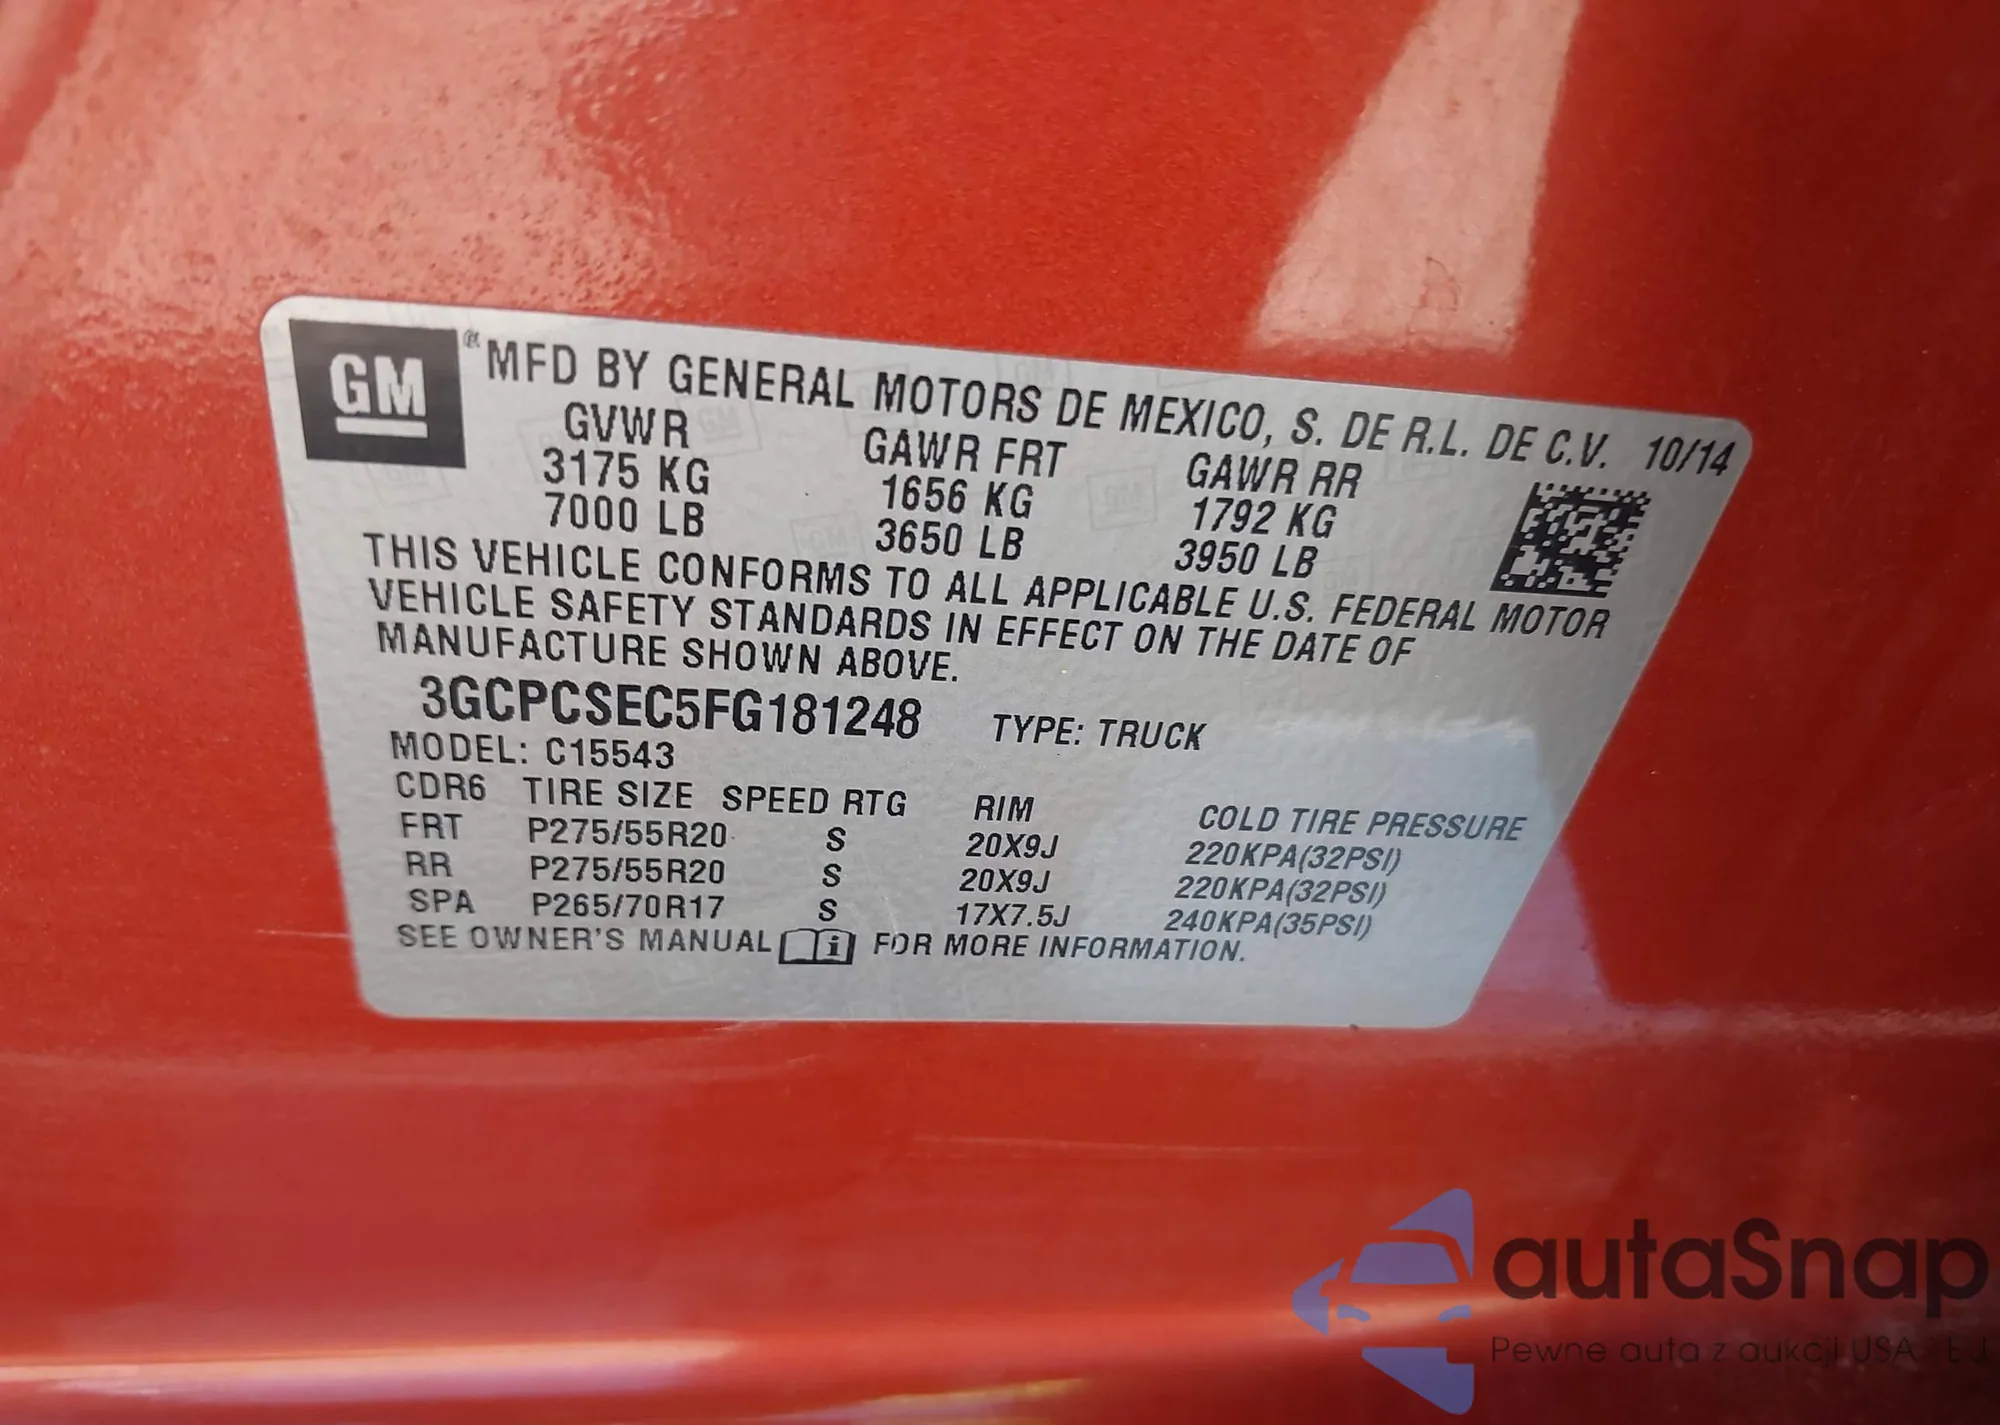 GM ® MFD BY GENERAL MOTORS DE MEXICO, S. DE R.L. DE C.V. 10/14
GVWR GAWR FRT GAWR RR
3175 KG 1656 KG 1792 KG
7000 LB 3650 LB 3950 LB
THIS VEHICLE CONFORMS TO ALL APPLICABLE U.S. FEDERAL MOTOR
VEHICLE SAFETY STANDARDS IN EFFECT ON THE DATE OF
MANUFACTURE SHOWN ABOVE.
3GCPCSEC5FG181248 TYPE: TRUCK
MODEL: C15543
CDR6 TIRE SIZE SPEED RTG RIM COLD TIRE PRESSURE
FRT P275/55R20 S 20X9J 220KPA(32PSI)
RR P275/55R20 S 20X9J 220KPA(32PSI)
SPA P265/70R17 S 17X7.5J 240KPA(35PSI)
SEE OWNER'S MANUAL i FOR MORE INFORMATION.
autaSnap
Pewne auta z aukcji USA